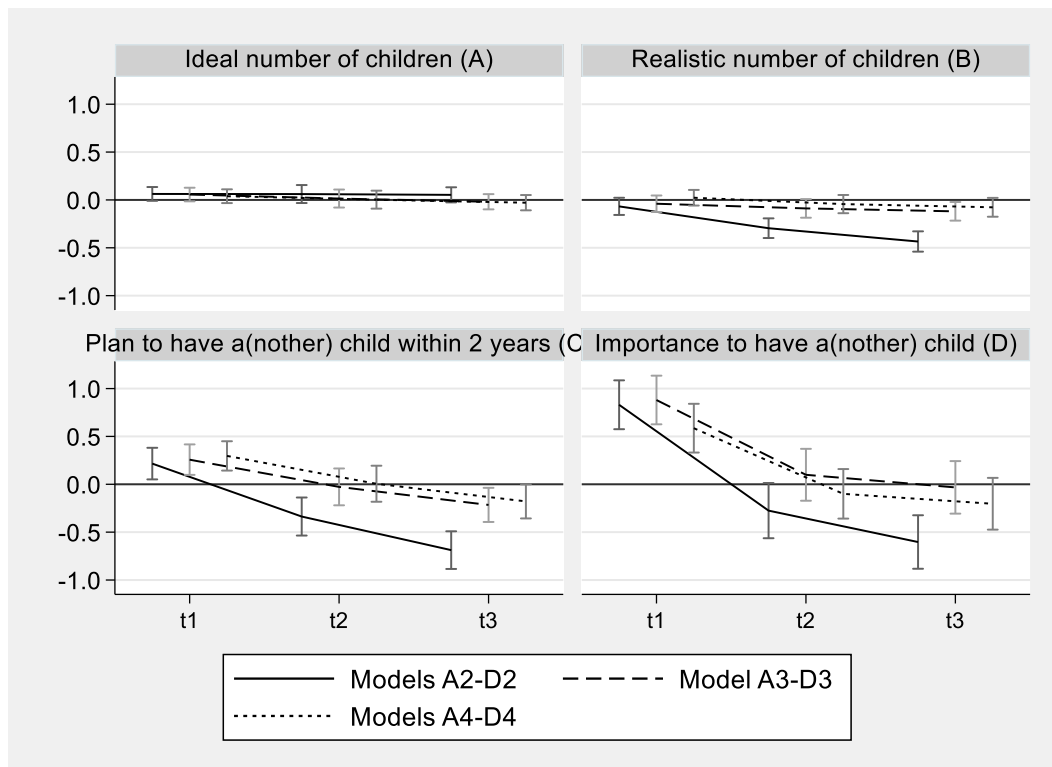 Ideal number of children (A)
Realistic number of children (B)
1.0
0.5
0.0
-0.5
-1.0
Plan to have a(nother) child within 2 years (C
Importance to have a(nother) child (D)
1.0
0.5
0.0
-0.5
-1.0
t1
t2
t3
t1
t2
t3
Models A2-D2
Model A3-D3
Models A4-D4